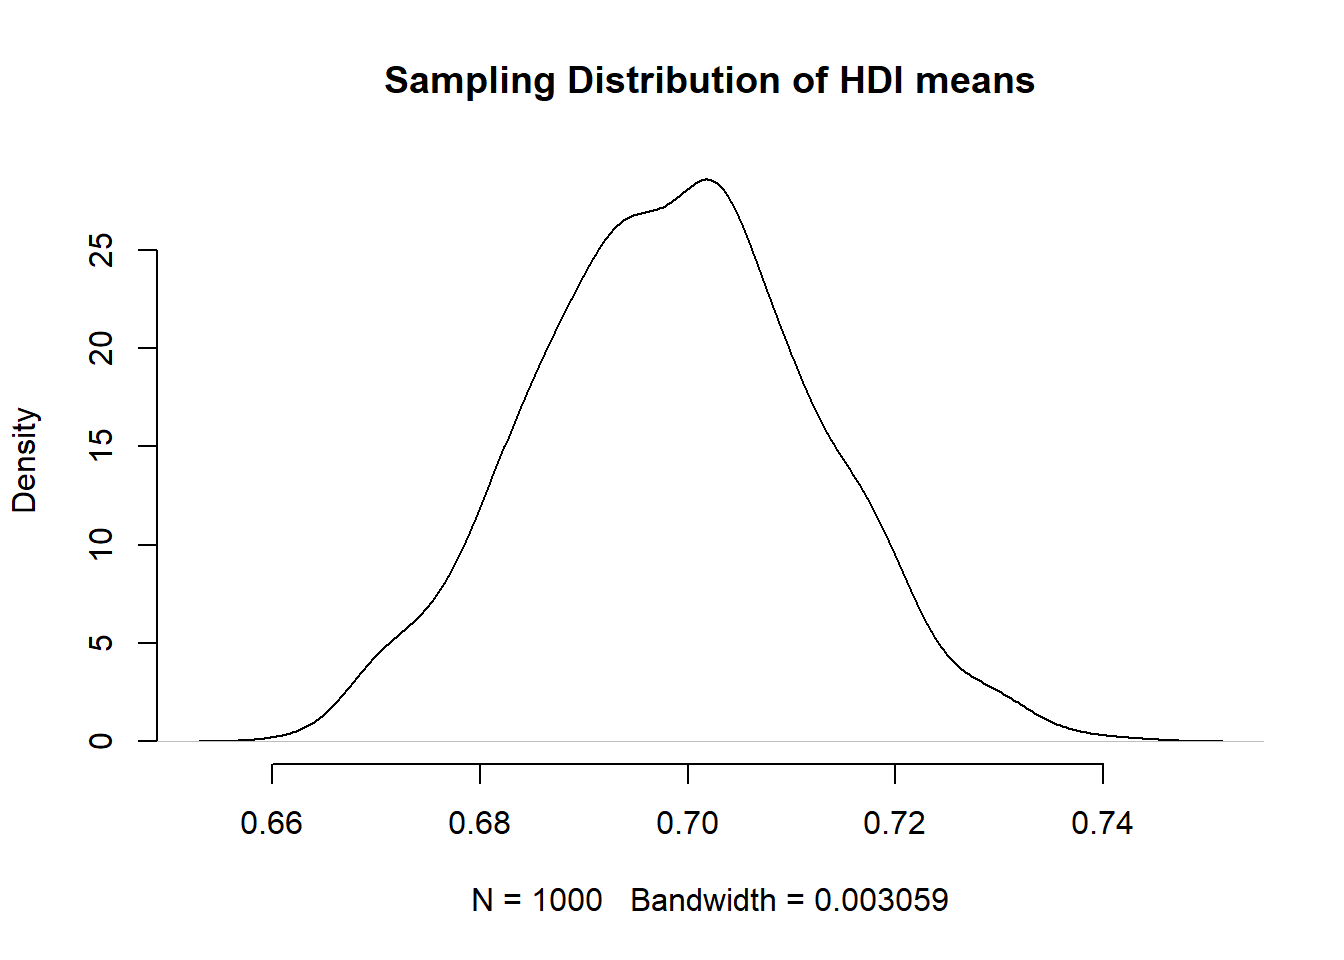 Sampling Distribution of HDI means
Density
25
20
15
10
5
0
0.66 0.68 0.70 0.72 0.74
N = 1000   Bandwidth = 0.003059